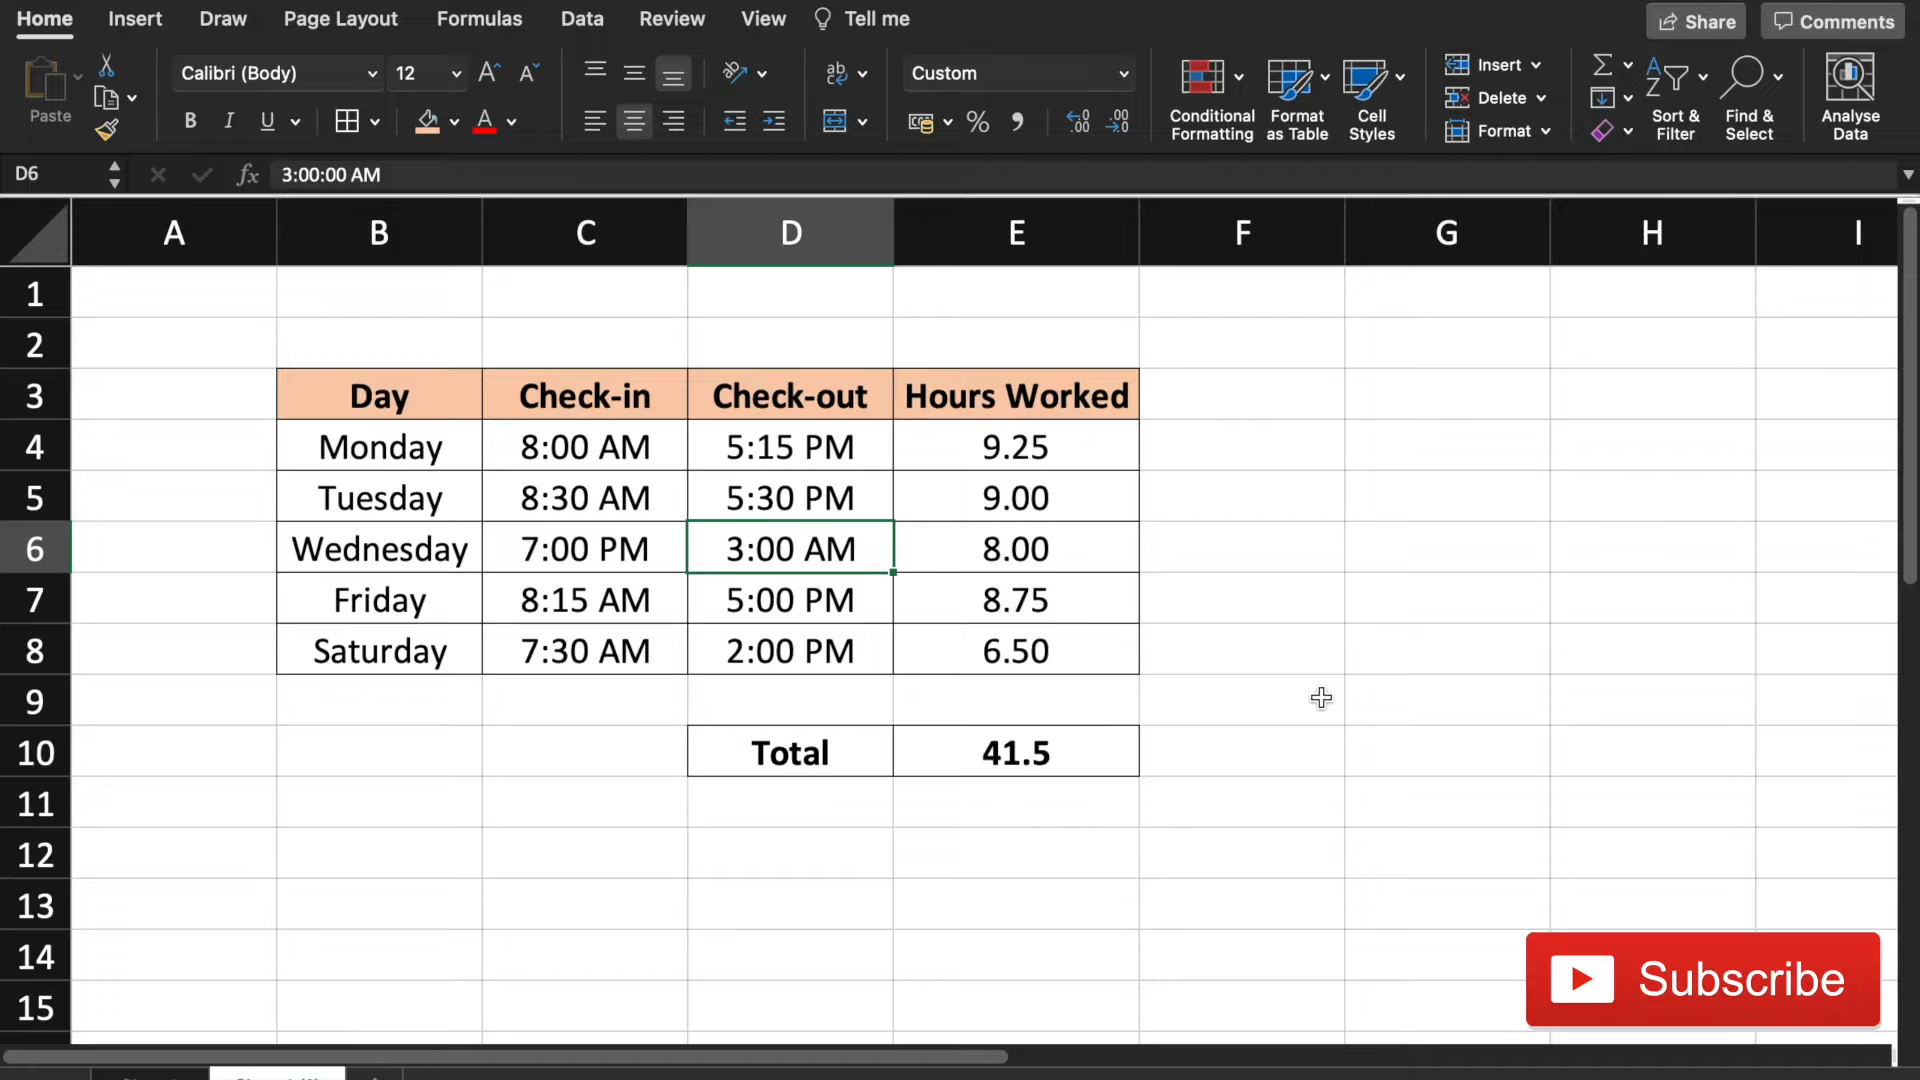 Home Insert Draw Page Layout Formulas Data Review View Tell me Share Comments
Paste Calibri (Body) 12 Custom Conditional Formatting Format as Table Cell Styles Insert Delete Format Sort & Filter Find & Select Analyse Data
D6 fx 3:00:00 AM
A B C D E F G H I
1
2
3 Day Check-in Check-out Hours Worked
4 Monday 8:00 AM 5:15 PM 9.25
5 Tuesday 8:30 AM 5:30 PM 9.00
6 Wednesday 7:00 PM 3:00 AM 8.00
7 Friday 8:15 AM 5:00 PM 8.75
8 Saturday 7:30 AM 2:00 PM 6.50
9
10 Total 41.5
11
12
13
14
15
Subscribe